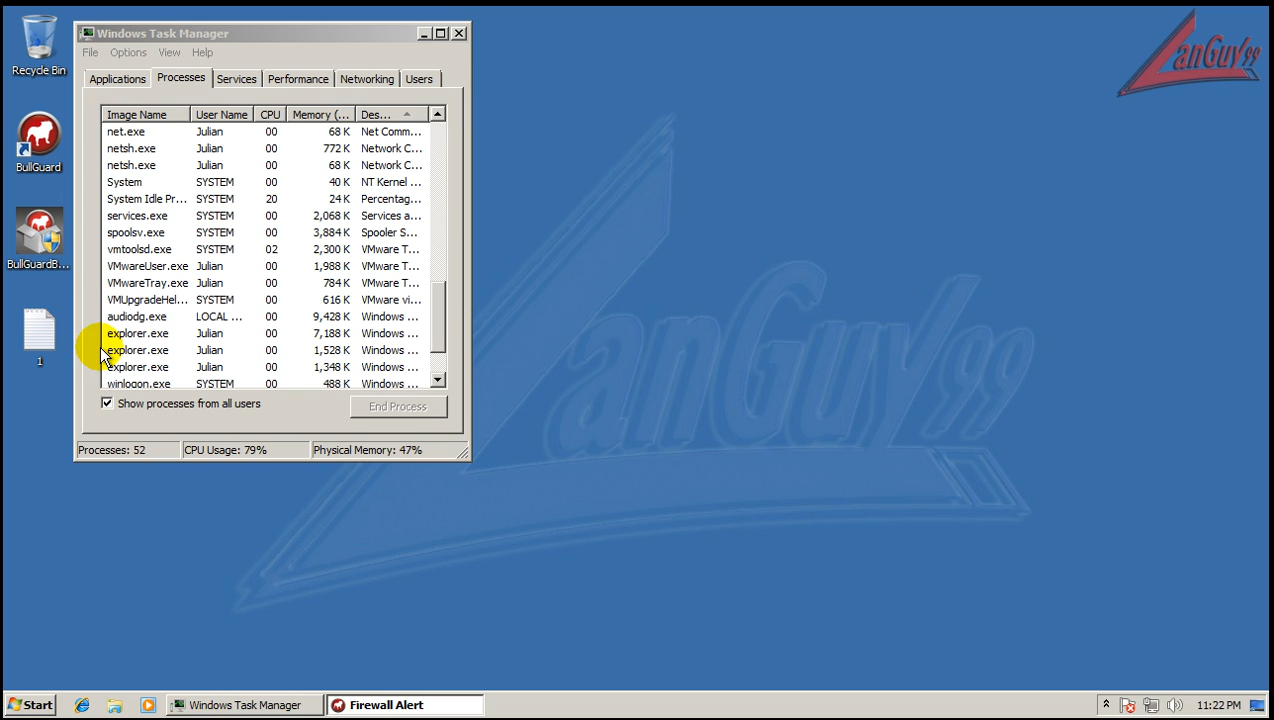 Recycle Bin
BullGuard
BullGuardB...
1
Windows Task Manager
File Options View Help
Applications Processes Services Performance Networking Users
Image Name User Name CPU Memory (... Des...
net.exe Julian 00 68 K Net Comm...
netsh.exe Julian 00 772 K Network C...
netsh.exe Julian 00 68 K Network C...
System SYSTEM 00 40 K NT Kernel ...
System Idle Pr... SYSTEM 20 24 K Percentag...
services.exe SYSTEM 00 2,068 K Services a...
spoolsv.exe SYSTEM 00 3,884 K Spooler S...
vmtoolsd.exe SYSTEM 02 2,300 K VMware T...
VMwareUser.exe Julian 00 1,988 K VMware T...
VMwareTray.exe Julian 00 784 K VMware T...
VMUpgradeHel... SYSTEM 00 616 K VMware vi...
audiodg.exe LOCAL ... 00 9,428 K Windows ...
explorer.exe Julian 00 7,188 K Windows ...
explorer.exe Julian 00 1,528 K Windows ...
explorer.exe Julian 00 1,348 K Windows ...
winlogon.exe SYSTEM 00 488 K Windows ...
Show processes from all users End Process
Processes: 52 CPU Usage: 79% Physical Memory: 47%
LanGuy99
LanGuy99
Start Windows Task Manager Firewall Alert 11:22 PM